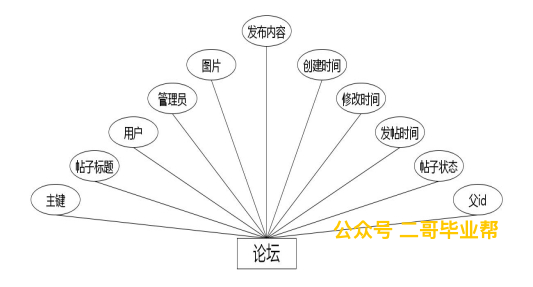 发布内容
图片
创建时间
管理员
修改时间
用户
发帖时间
帖子标题
帖子状态
主键
父id
公众号 二哥毕业帮
论坛